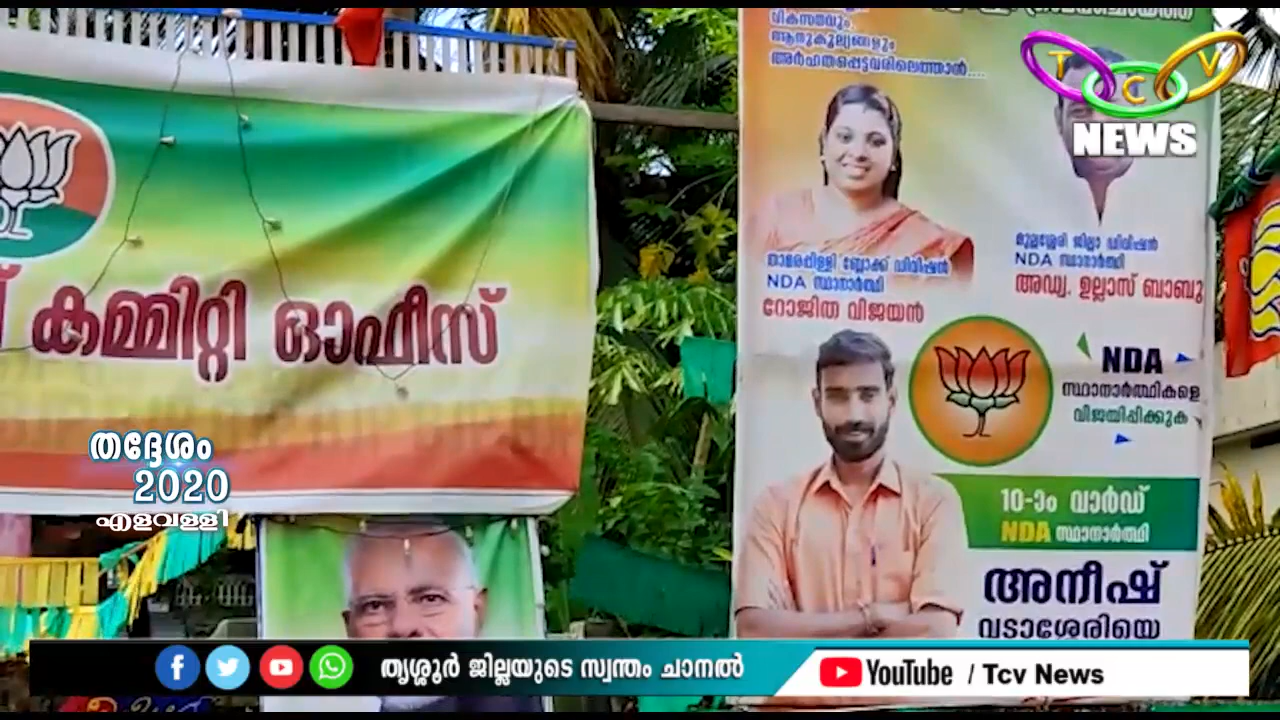 വികസനവും
ആനുകൂല്യങ്ങളും
അർഹതപ്പെട്ടവരിലെത്താൻ....
TCV
NEWS
താമരപ്പിള്ളി ബ്ലോക്ക് ഡിവിഷൻ
NDA സ്ഥാനാർത്ഥി
റോജിത വിജയൻ
മുല്ലശ്ശേരി ജില്ലാ ഡിവിഷൻ
NDA സ്ഥാനാർത്ഥി
അഡ്വ. ഉല്ലാസ് ബാബു
കമ്മിറ്റി ഓഫീസ്
NDA
സ്ഥാനാർത്ഥികളെ
വിജയിപ്പിക്കുക
10-ാം വാർഡ്
NDA സ്ഥാനാർത്ഥി
അനീഷ്
വടാശേരിയെ
തദ്ദേശം
2020
എളവള്ളി
തൃശ്ശൂർ ജില്ലയുടെ സ്വന്തം ചാനൽ
YouTube / Tcv News